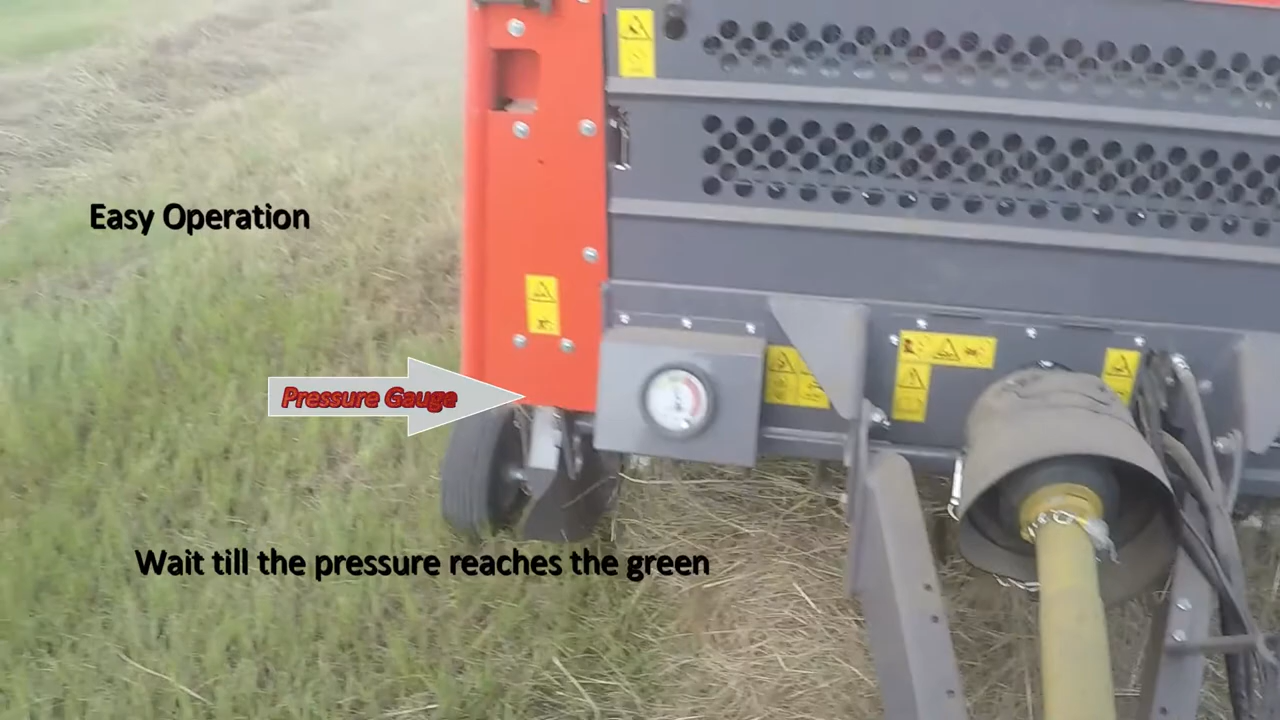 Easy Operation
Pressure Gauge
Wait till the pressure reaches the green